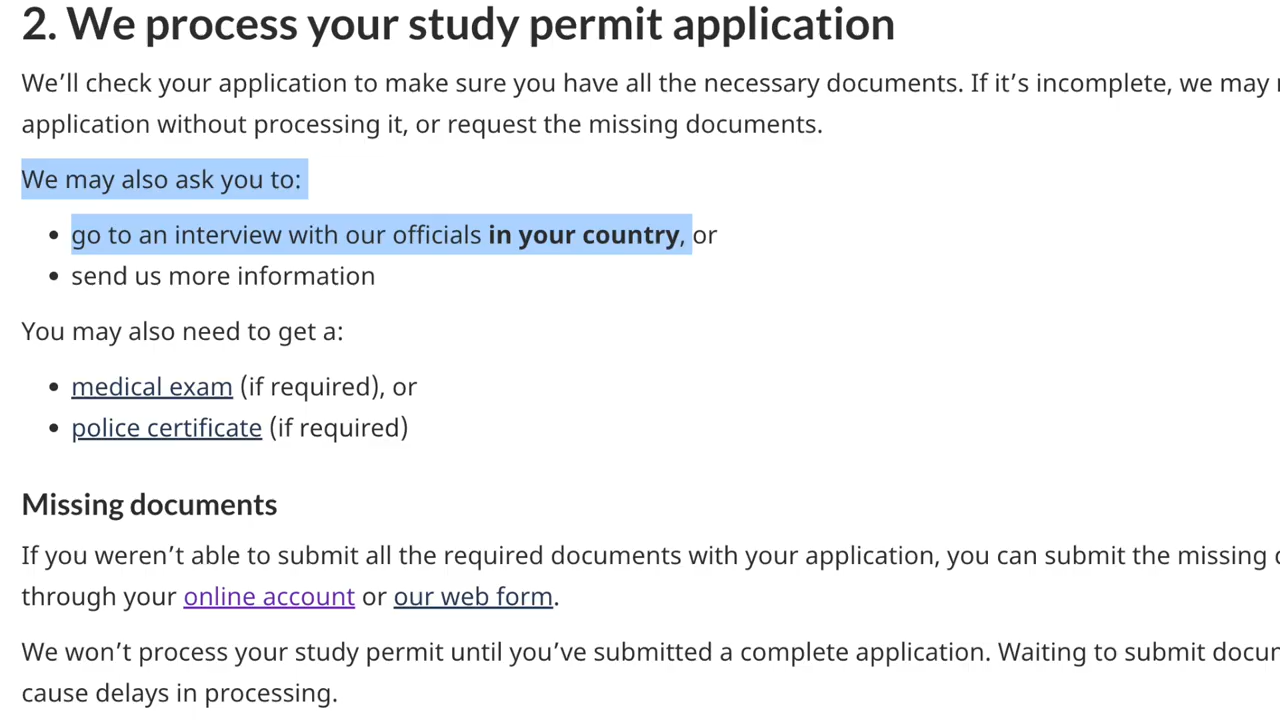 2. We process your study permit application
We’ll check your application to make sure you have all the necessary documents. If it’s incomplete, we may
application without processing it, or request the missing documents.
We may also ask you to:
• go to an interview with our officials in your country, or
• send us more information
You may also need to get a:
• medical exam (if required), or
• police certificate (if required)
Missing documents
If you weren’t able to submit all the required documents with your application, you can submit the missing
through your online account or our web form.
We won’t process your study permit until you’ve submitted a complete application. Waiting to submit
cause delays in processing.